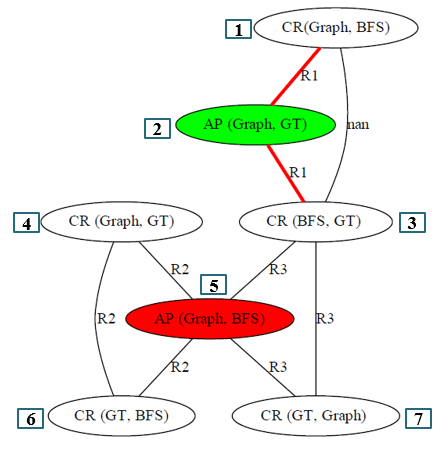 1 CR(Graph, BFS)
R1
2 AP (Graph, GT) nan
R1
4 CR (Graph, GT) CR (BFS, GT) 3
R2 5 R3
R2 AP (Graph, BFS) R3
R2 R3
6 CR (GT, BFS) CR (GT, Graph) 7